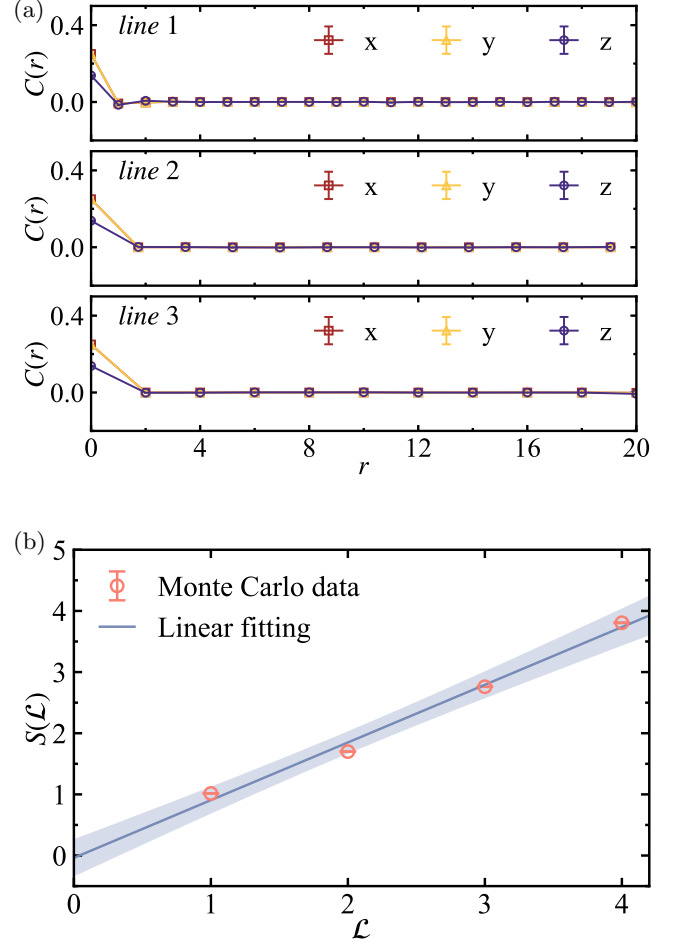 (a)
0.4
0.0
C(r)
line 1
x y z
0.4
0.0
C(r)
line 2
x y z
0.4
0.0
C(r)
line 3
x y z
0 4 8 12 16 20
r
(b)
5
4
3
2
1
0
S(ℒ)
Monte Carlo data
Linear fitting
0 1 2 3 4
ℒ